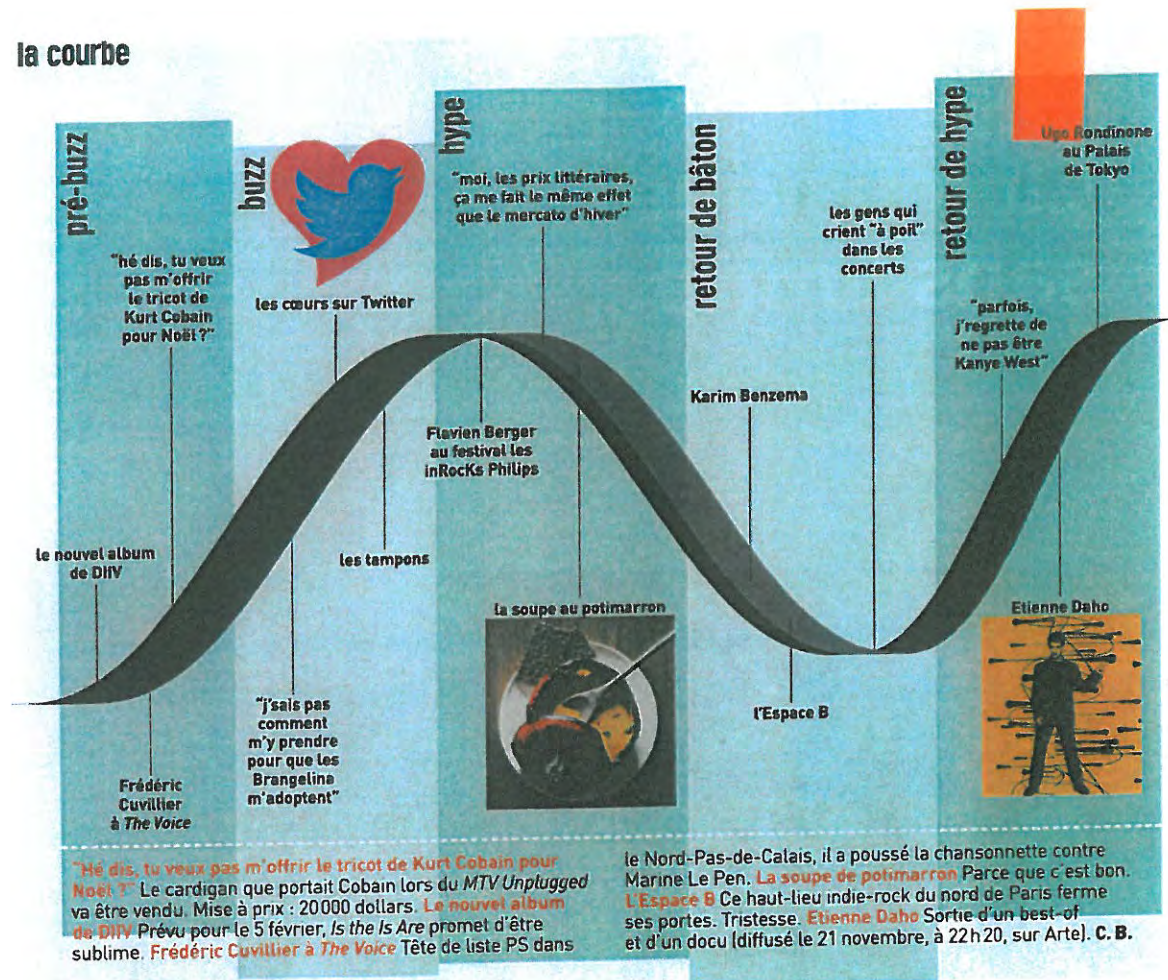 la courbe
pré-buzz
"hé dis, tu veux
pas m'offrir
le tricot de
Kurt Cobain
pour Noël ?"
le nouvel album
de DIIV
Frédéric
Cuvillier
à The Voice
buzz
les cœurs sur Twitter
les tampons
"j'sais pas
comment
m'y prendre
pour que les
Brangelina
m'adoptent"
hype
"moi, les prix littéraires,
ça me fait le même effet
que le mercato d'hiver"
Flavien Berger
au festival les
inRocKs Philips
la soupe au potimarron
retour de bâton
Karim Benzema
l'Espace B
les gens qui
crient "à poil"
dans les
concerts
retour de hype
Ugo Rondinone
au Palais
de Tokyo
"parfois,
j'regrette de
ne pas être
Kanye West"
Etienne Daho
"Hé dis, tu veux pas m'offrir le tricot de Kurt Cobain pour
Noël ?" Le cardigan que portait Cobain lors du MTV Unplugged
va être vendu. Mise à prix : 20 000 dollars. Le nouvel album
de DIIV Prévu pour le 5 février, Is the Is Are promet d'être
sublime. Frédéric Cuvillier à The Voice Tête de liste PS dans
le Nord-Pas-de-Calais, il a poussé la chansonnette contre
Marine Le Pen. La soupe de potimarron Parce que c'est bon.
L'Espace B Ce haut-lieu indie-rock du nord de Paris ferme
ses portes. Tristesse. Etienne Daho Sortie d'un best-of
et d'un docu (diffusé le 21 novembre, à 22 h 20, sur Arte). C. B.